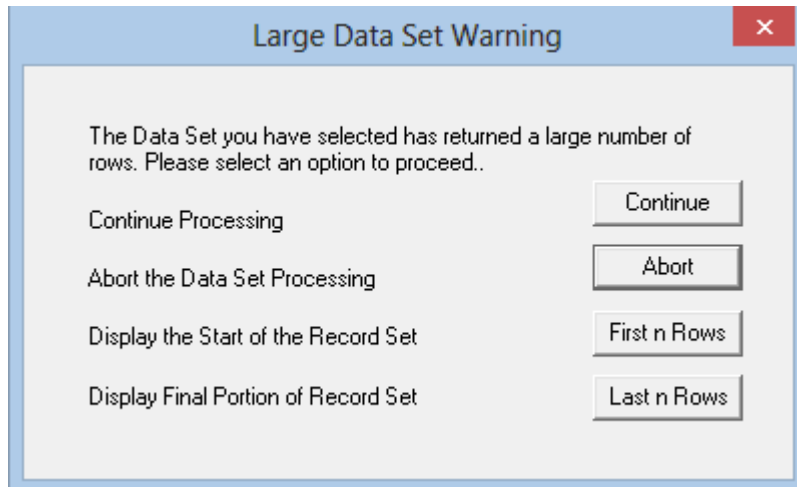 Large Data Set Warning
The Data Set you have selected has returned a large number of
rows. Please select an option to proceed..
Continue Processing
Continue
Abort the Data Set Processing
Abort
Display the Start of the Record Set
First n Rows
Display Final Portion of Record Set
Last n Rows